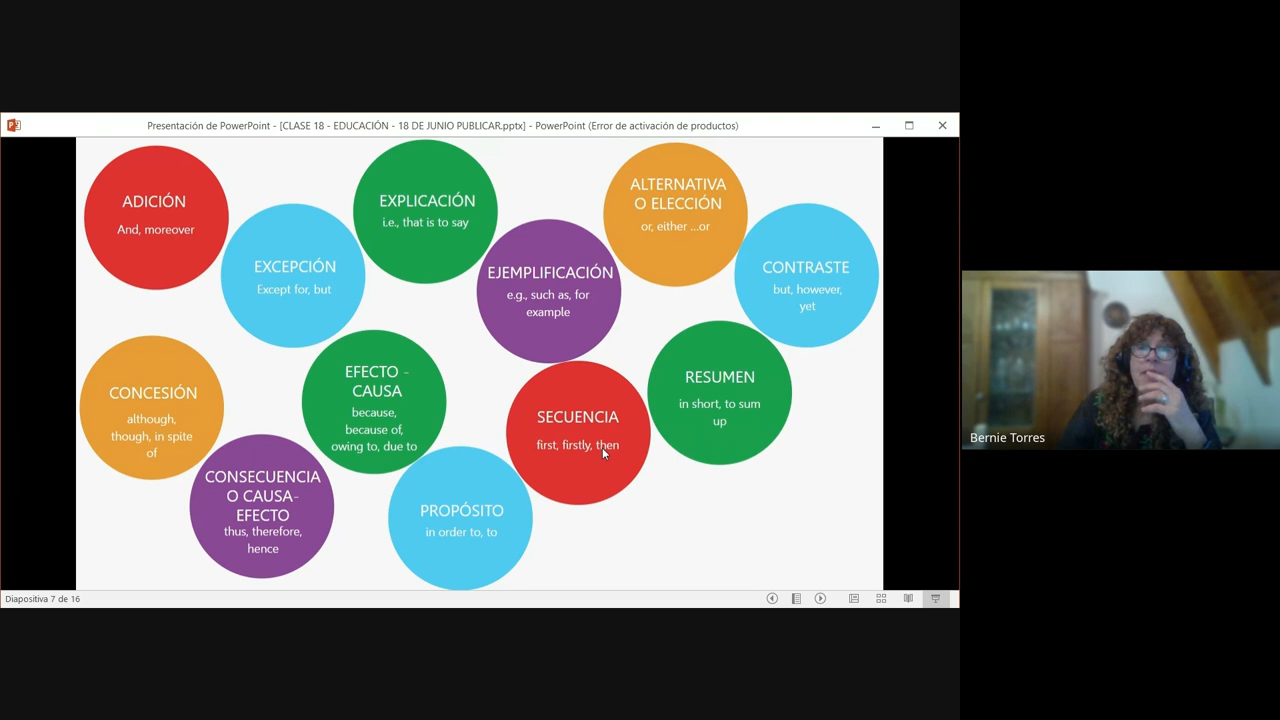 Presentación de PowerPoint - [CLASE 18 - EDUCACIÓN - 18 DE JUNIO PUBLICAR.pptx] - PowerPoint (Error de activación de productos)
ADICIÓN
And, moreover
EXCEPCIÓN
Except for, but
EXPLICACIÓN
i.e., that is to say
EJEMPLIFICACIÓN
e.g., such as, for
example
ALTERNATIVA
O ELECCIÓN
or, either ...or
CONTRASTE
but, however,
yet
CONCESIÓN
although,
though, in spite
of
CONSECUENCIA
O CAUSA-
EFECTO
thus, therefore,
hence
EFECTO -
CAUSA
because,
because of,
owing to, due to
PROPÓSITO
in order to, to
SECUENCIA
first, firstly, then
RESUMEN
in short, to sum
up
Bernie Torres
Diapositiva 7 de 16